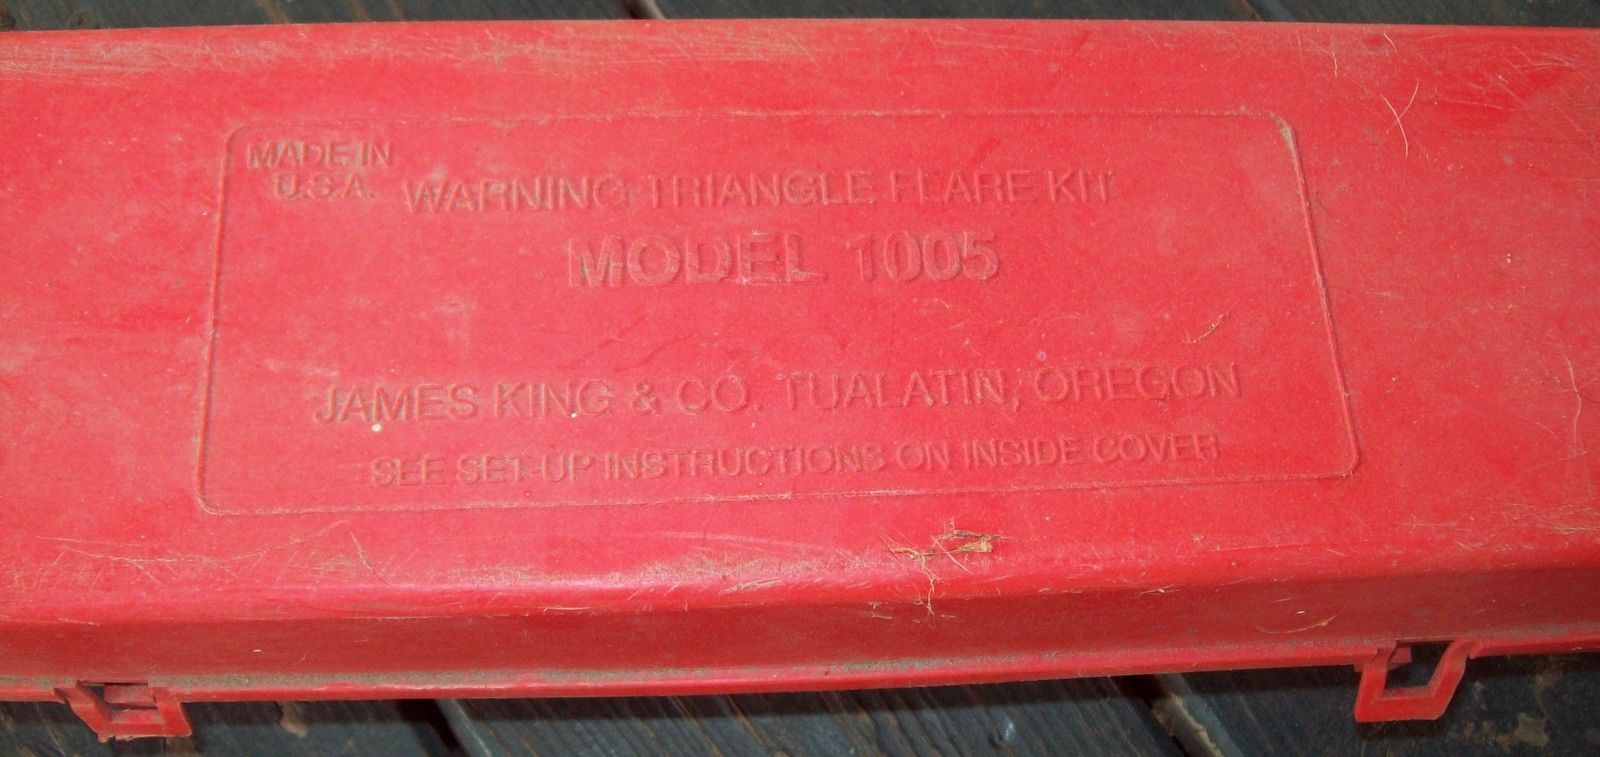 MADE IN
U.S.A.
WARNING TRIANGLE FLARE KIT
MODEL 1005
JAMES KING & CO. TUALATIN, OREGON
SEE SET-UP INSTRUCTIONS ON INSIDE COVER